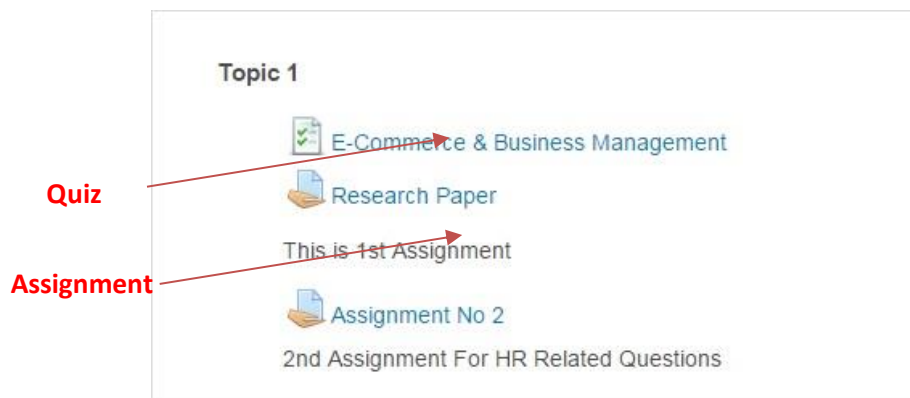 Topic 1
E-Commerce & Business Management
Quiz
Research Paper
This is 1st Assignment
Assignment
Assignment No 2
2nd Assignment For HR Related Questions